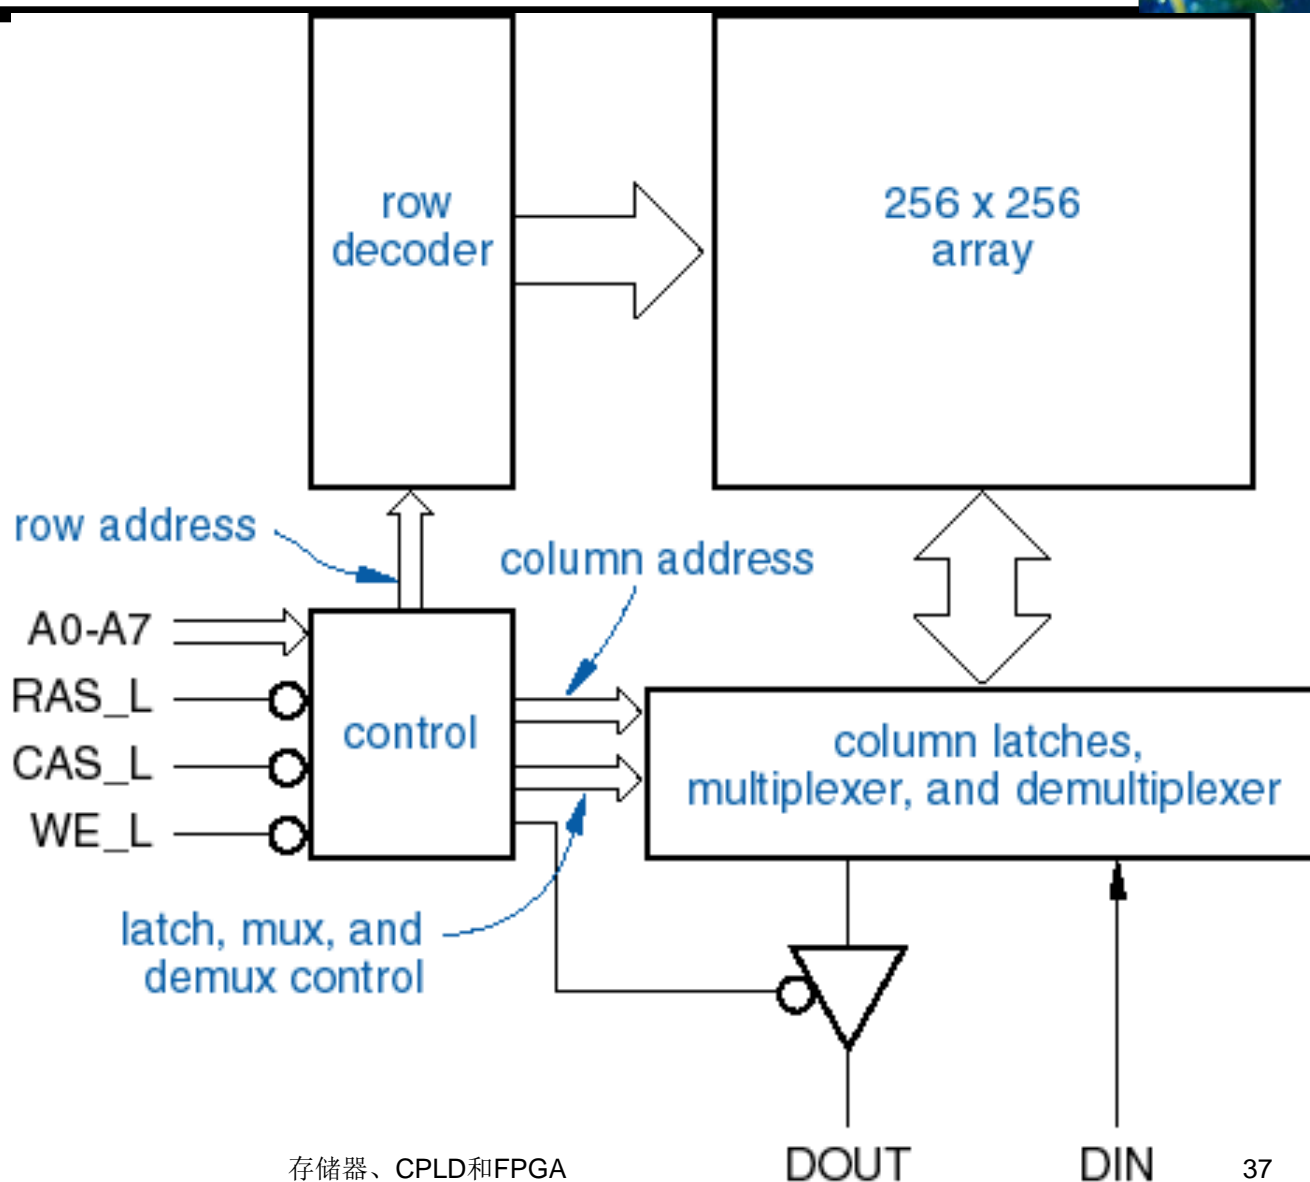 row
decoder
256 x 256
array
row address
column address
A0-A7
RAS_L
CAS_L
WE_L
control
column latches,
multiplexer, and demultiplexer
latch, mux, and
demux control
DOUT
DIN
存储器、CPLD和FPGA
37